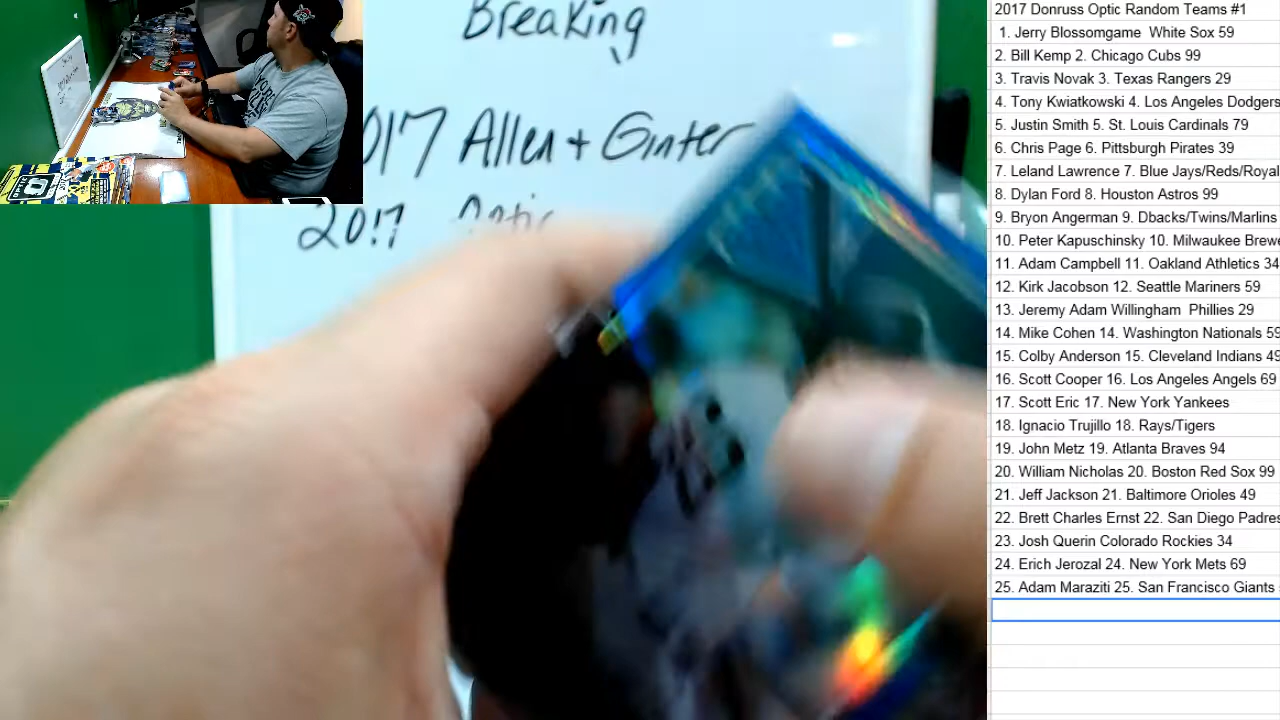 Breaking
2017 Allen + Ginter
2017 Optic
2017 Donruss Optic Random Teams #1
1. Jerry Blossomgame White Sox 59
2. Bill Kemp 2. Chicago Cubs 99
3. Travis Novak 3. Texas Rangers 29
4. Tony Kwiatkowski 4. Los Angeles Dodgers
5. Justin Smith 5. St. Louis Cardinals 79
6. Chris Page 6. Pittsburgh Pirates 39
7. Leland Lawrence 7. Blue Jays/Reds/Royal
8. Dylan Ford 8. Houston Astros 99
9. Bryon Angerman 9. Dbacks/Twins/Marlins
10. Peter Kapuschinsky 10. Milwaukee Brewe
11. Adam Campbell 11. Oakland Athletics 34
12. Kirk Jacobson 12. Seattle Mariners 59
13. Jeremy Adam Willingham Phillies 29
14. Mike Cohen 14. Washington Nationals 59
15. Colby Anderson 15. Cleveland Indians 49
16. Scott Cooper 16. Los Angeles Angels 69
17. Scott Eric 17. New York Yankees
18. Ignacio Trujillo 18. Rays/Tigers
19. John Metz 19. Atlanta Braves 94
20. William Nicholas 20. Boston Red Sox 99
21. Jeff Jackson 21. Baltimore Orioles 49
22. Brett Charles Ernst 22. San Diego Padres
23. Josh Querin Colorado Rockies 34
24. Erich Jerozal 24. New York Mets 69
25. Adam Maraziti 25. San Francisco Giants